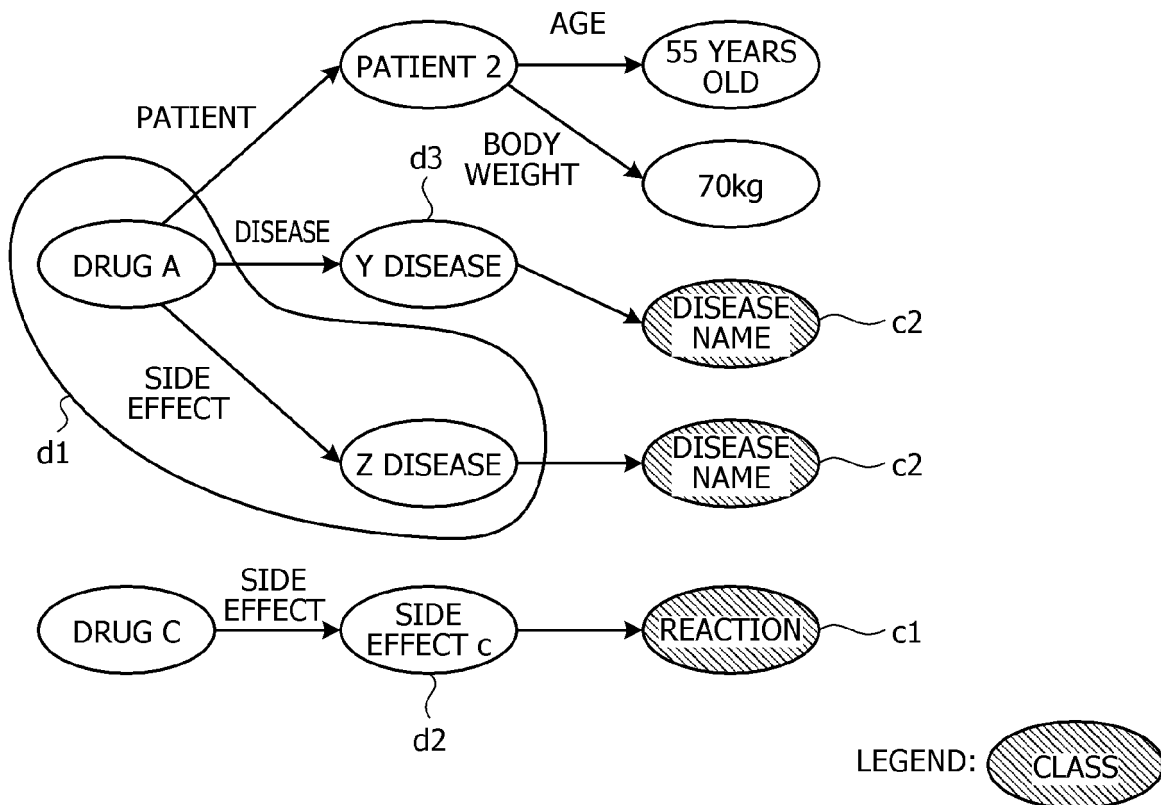 AGE
PATIENT 2
55 YEARS
OLD
PATIENT
BODY
WEIGHT
70kg
d3
DISEASE
DRUG A
Y DISEASE
DISEASE
NAME
c2
SIDE
EFFECT
d1
Z DISEASE
DISEASE
NAME
c2
DRUG C
SIDE
EFFECT
SIDE
EFFECT c
REACTION
c1
d2
LEGEND:
CLASS